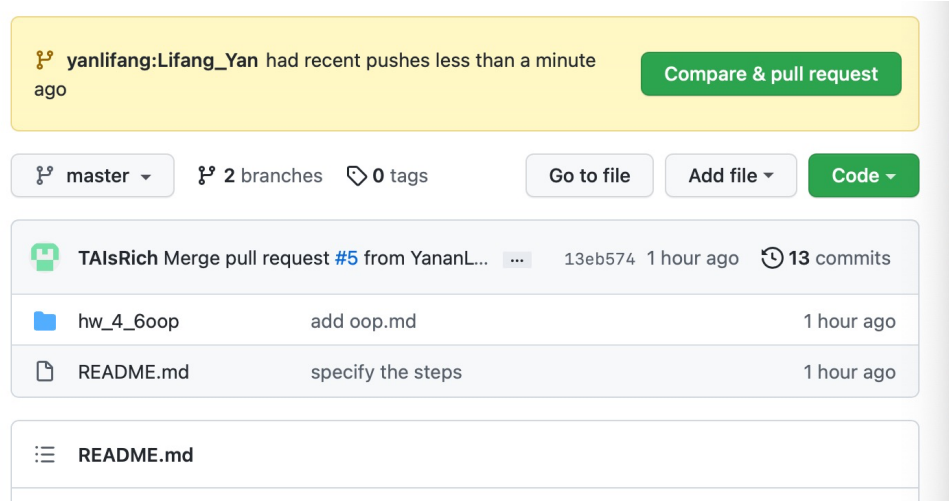 yanlifang:Lifang_Yan had recent pushes less than a minute
ago
Compare & pull request
master 2 branches 0 tags Go to file Add file Code
TAIsRich Merge pull request #5 from YananL... ... 13eb574 1 hour ago 13 commits
hw_4_6oop add oop.md 1 hour ago
README.md specify the steps 1 hour ago
README.md